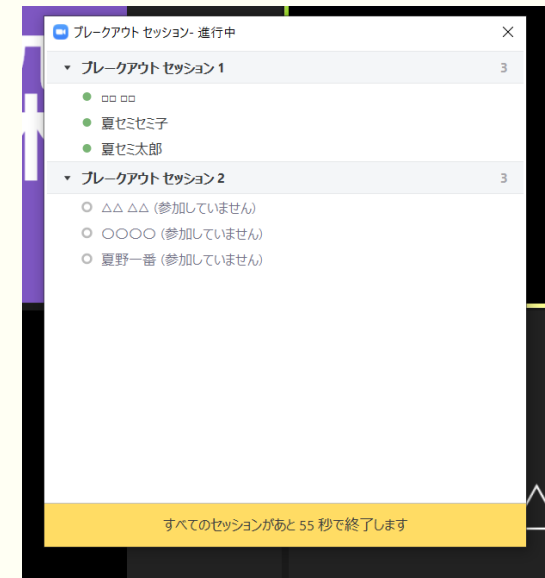 ブレークアウト セッション- 進行中
ブレークアウト セッション 1 3
□□ □□
夏セミセミ子
夏セミ太郎
ブレークアウト セッション 2 3
△△ △△ (参加していません)
〇〇〇〇 (参加していません)
夏野一番 (参加していません)
すべてのセッションがあと 55 秒で終了します